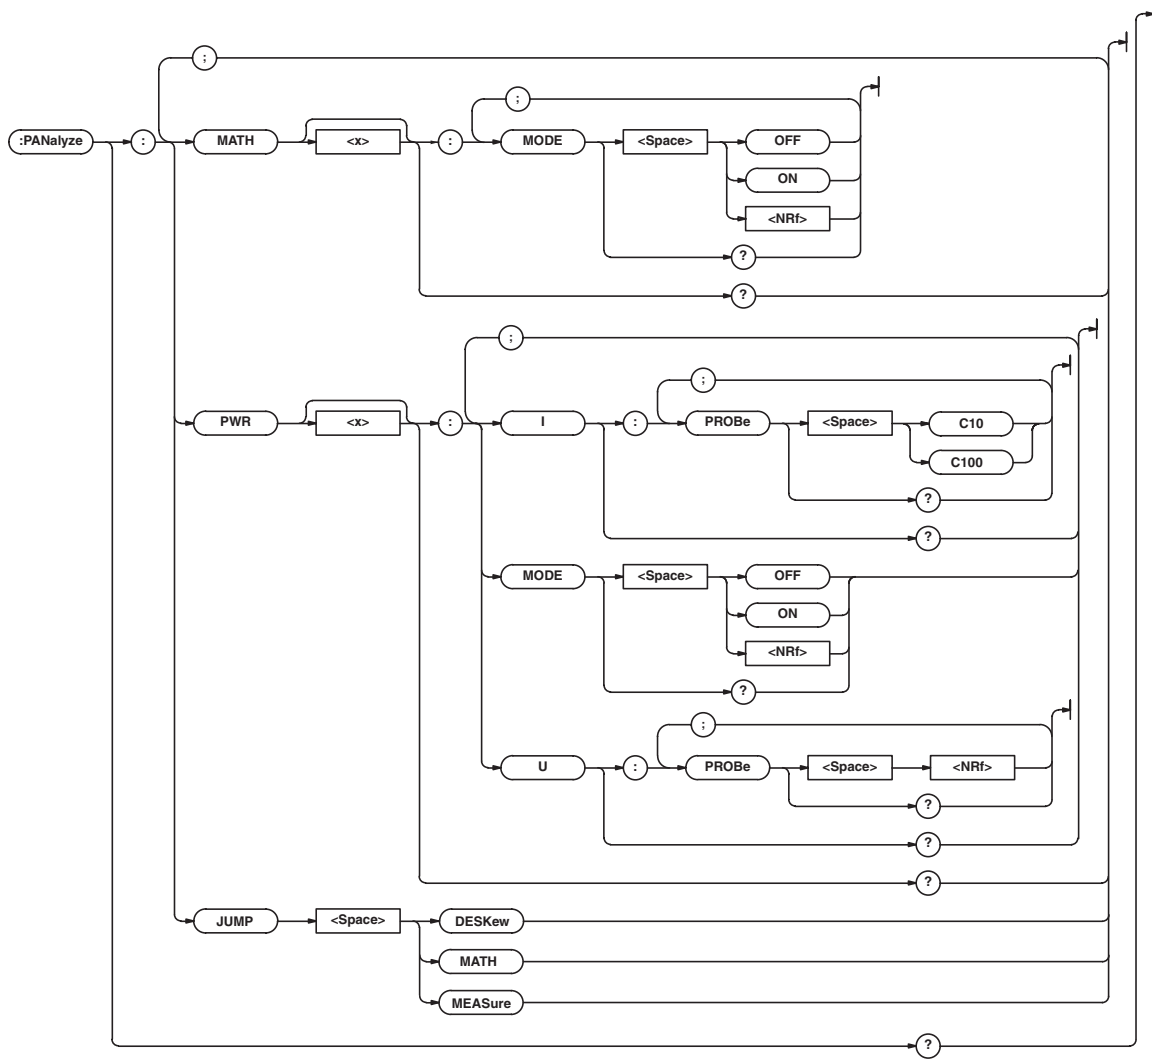 ;
;
:PANalyze : MATH <x> : MODE <Space> OFF
ON
<NRf>
?
?
;
;
PWR <x> : I : PROBe <Space> C10
C100
?
?
MODE <Space> OFF
ON
<NRf>
?
;
U : PROBe <Space> <NRf>
?
?
?
JUMP <Space> DESKew
MATH
MEASure
?